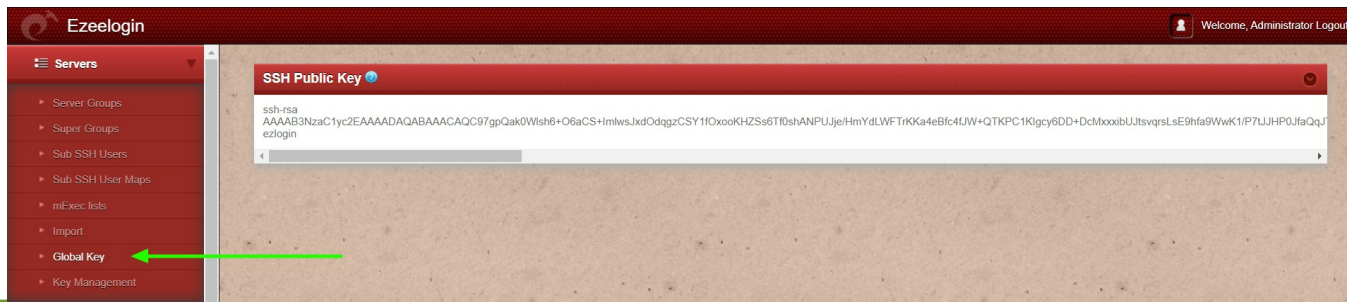 Ezeelogin
Welcome, Administrator Logout
Servers
Server Groups
Super Groups
Sub SSH Users
Sub SSH User Maps
mExec lists
Import
Global Key
Key Management
SSH Public Key
ssh-rsa
AAAAB3NzaC1yc2EAAAADAQABAAACAQC97gpQak0Wlsh6+O6aCS+ImlwsJxdOdqgzCSY1fOxooKHZSs6Tf0shANPUJje/HmYdLWFTrKKa4eBfc4fJW+QTKPC1KIgcy6DD+DcMxxxibUJtsvqrsLsE9hfa9WwK1/P7tJJHP0JfaQqJ
ezlogin